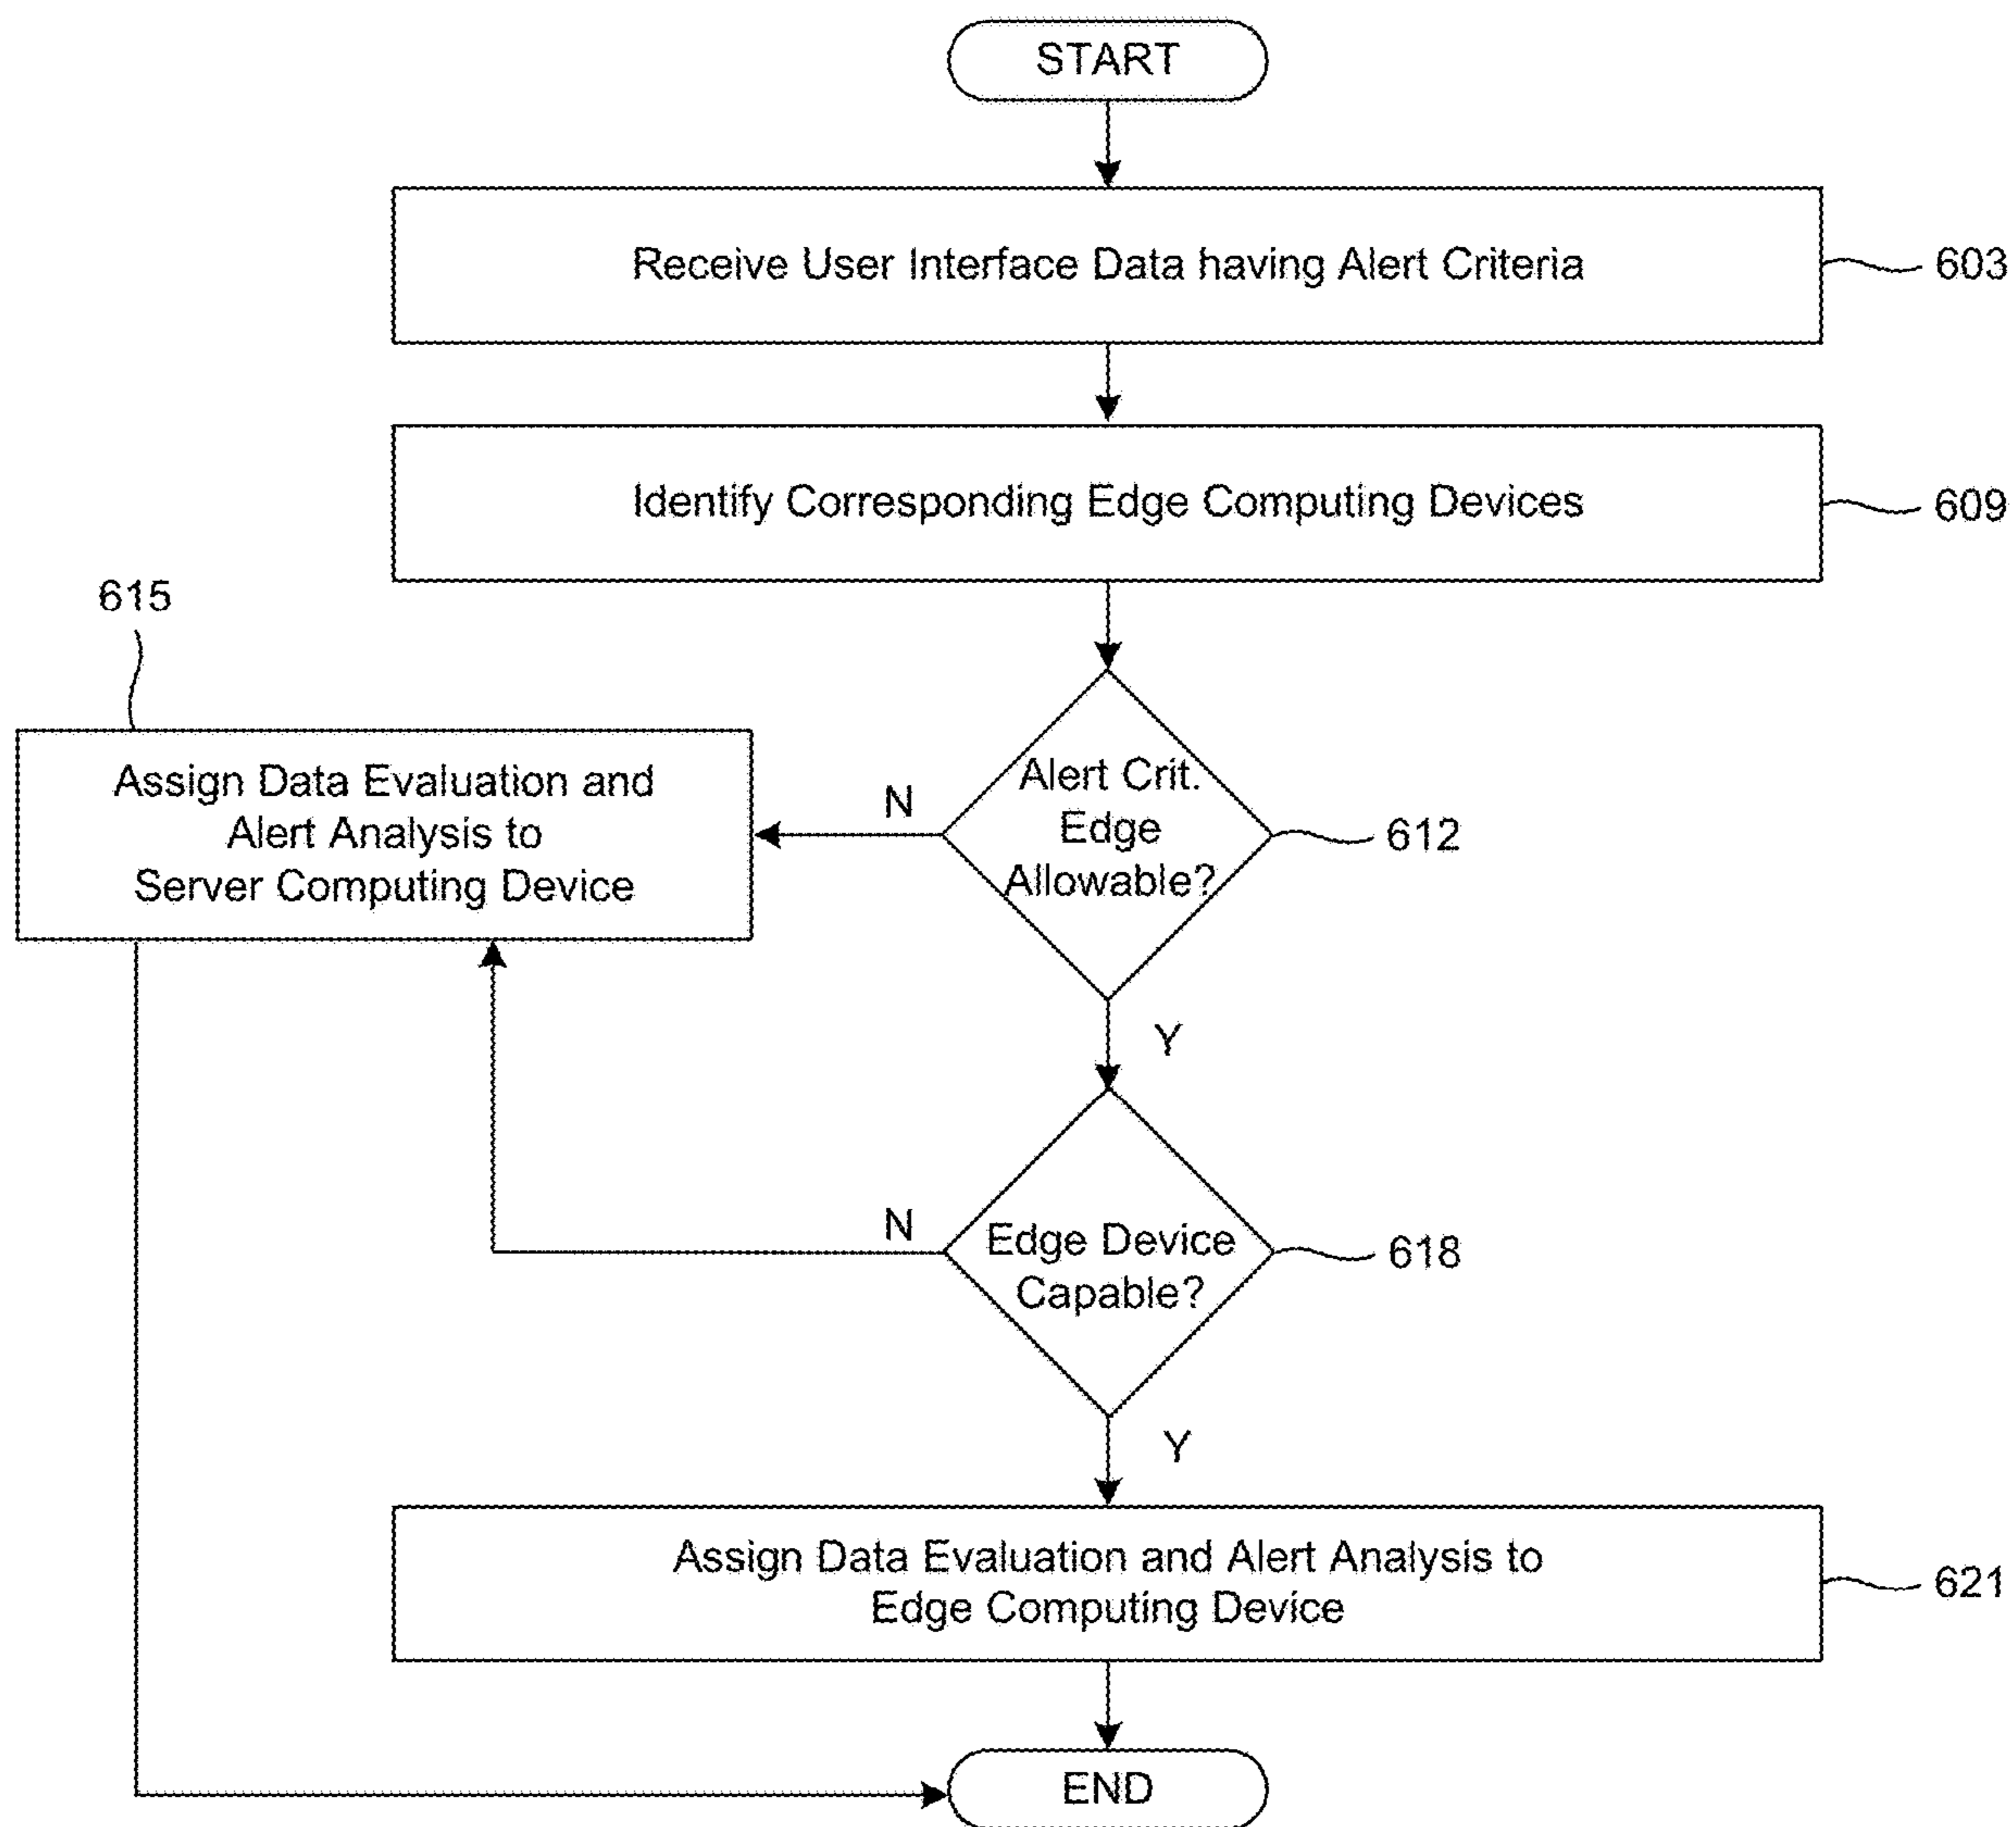 START
Receive User Interface Data having Alert Criteria
603
Identify Corresponding Edge Computing Devices
609
615
Assign Data Evaluation and
Alert Analysis to
Server Computing Device
N
Alert Crit.
Edge
Allowable?
612
Y
N
Edge Device
Capable?
618
Y
Assign Data Evaluation and Alert Analysis to
Edge Computing Device
621
END